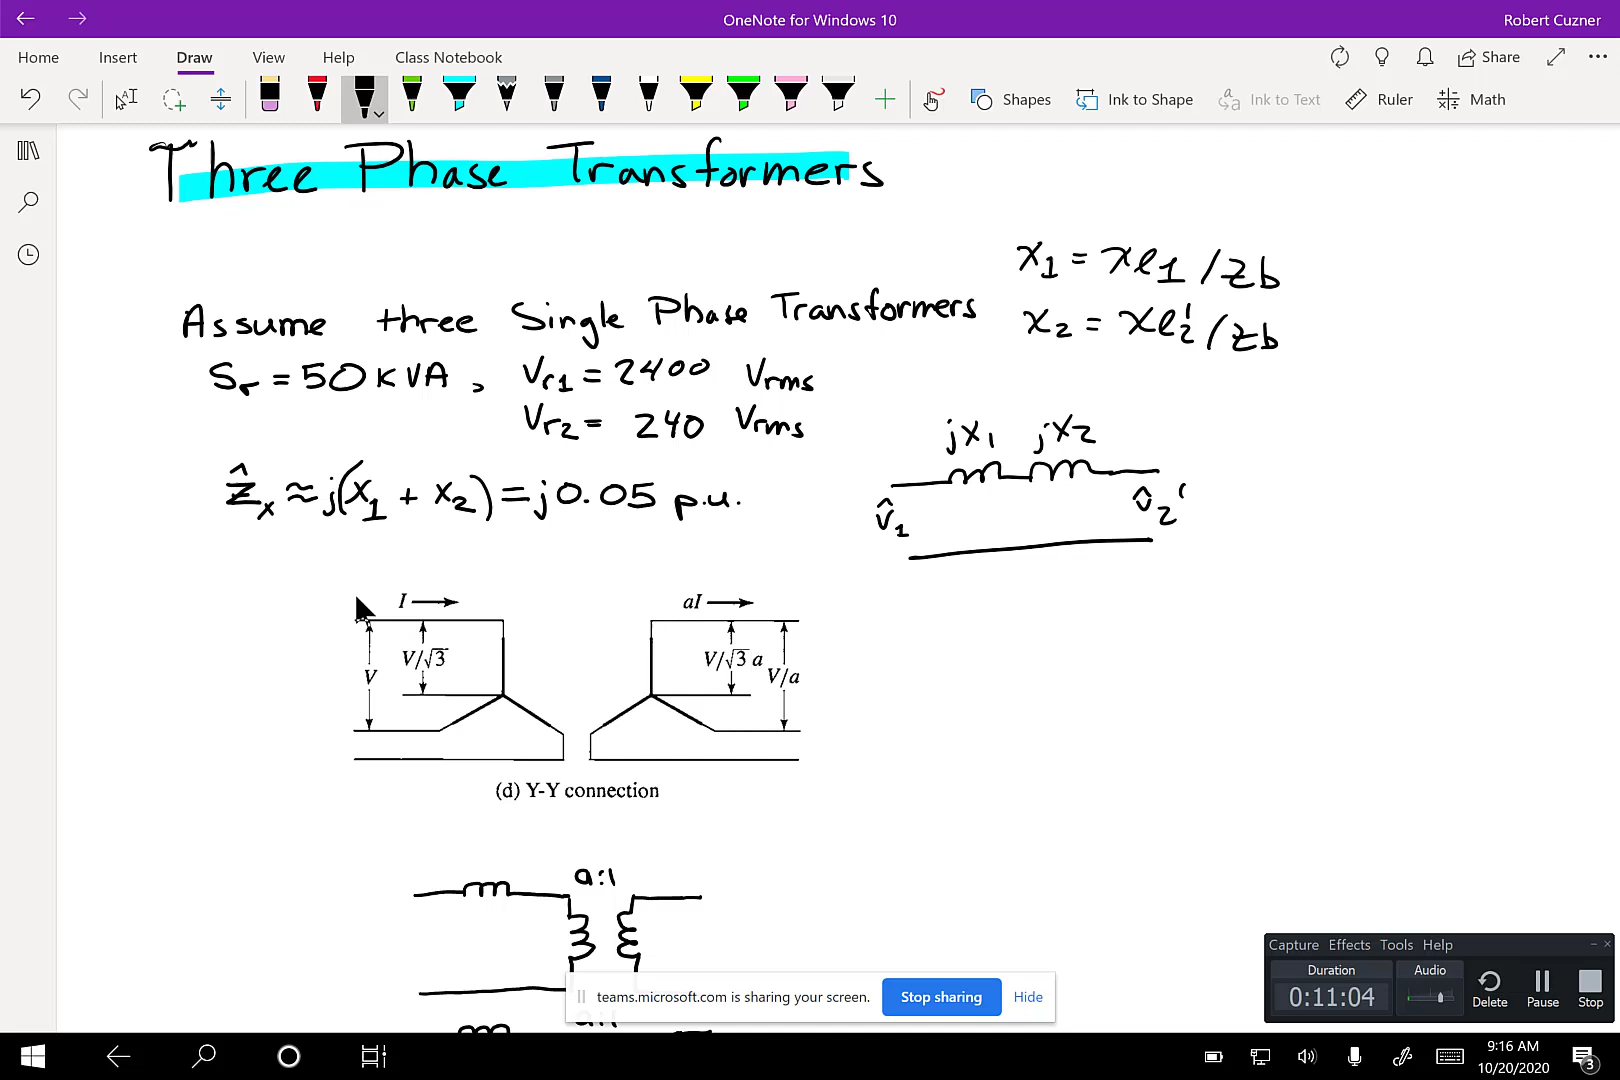 OneNote for Windows 10
Robert Cuzner
Home Insert Draw View Help Class Notebook
Share
Shapes Ink to Shape Ink to Text Ruler Math
Three Phase Transformers
x1 = xl1 / zb
x2 = xl2' / zb
Assume three Single Phase Transformers
Sr = 50 KVA, Vr1 = 2400 Vrms
Vr2 = 240 Vrms
jx1 jx2
ẑx ≈ j(x1 + x2) = j0.05 p.u.
v̂1 v̂2'
I aI
V/√3 V/√3 a
V V/a
(d) Y-Y connection
a:1
a:1
teams.microsoft.com is sharing your screen. Stop sharing Hide
Capture Effects Tools Help
Duration Audio
0:11:04 Delete Pause Stop
9:16 AM
10/20/2020
3